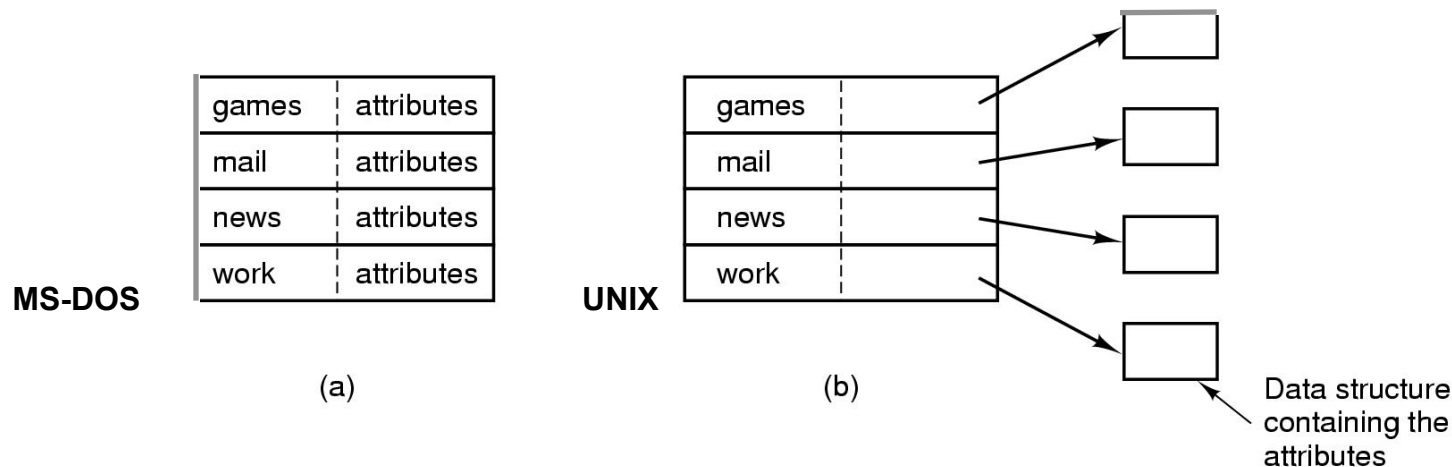 games attributes
mail attributes
news attributes
work attributes
MS-DOS
(a)
games
mail
news
work
UNIX
(b)
Data structure
containing the
attributes